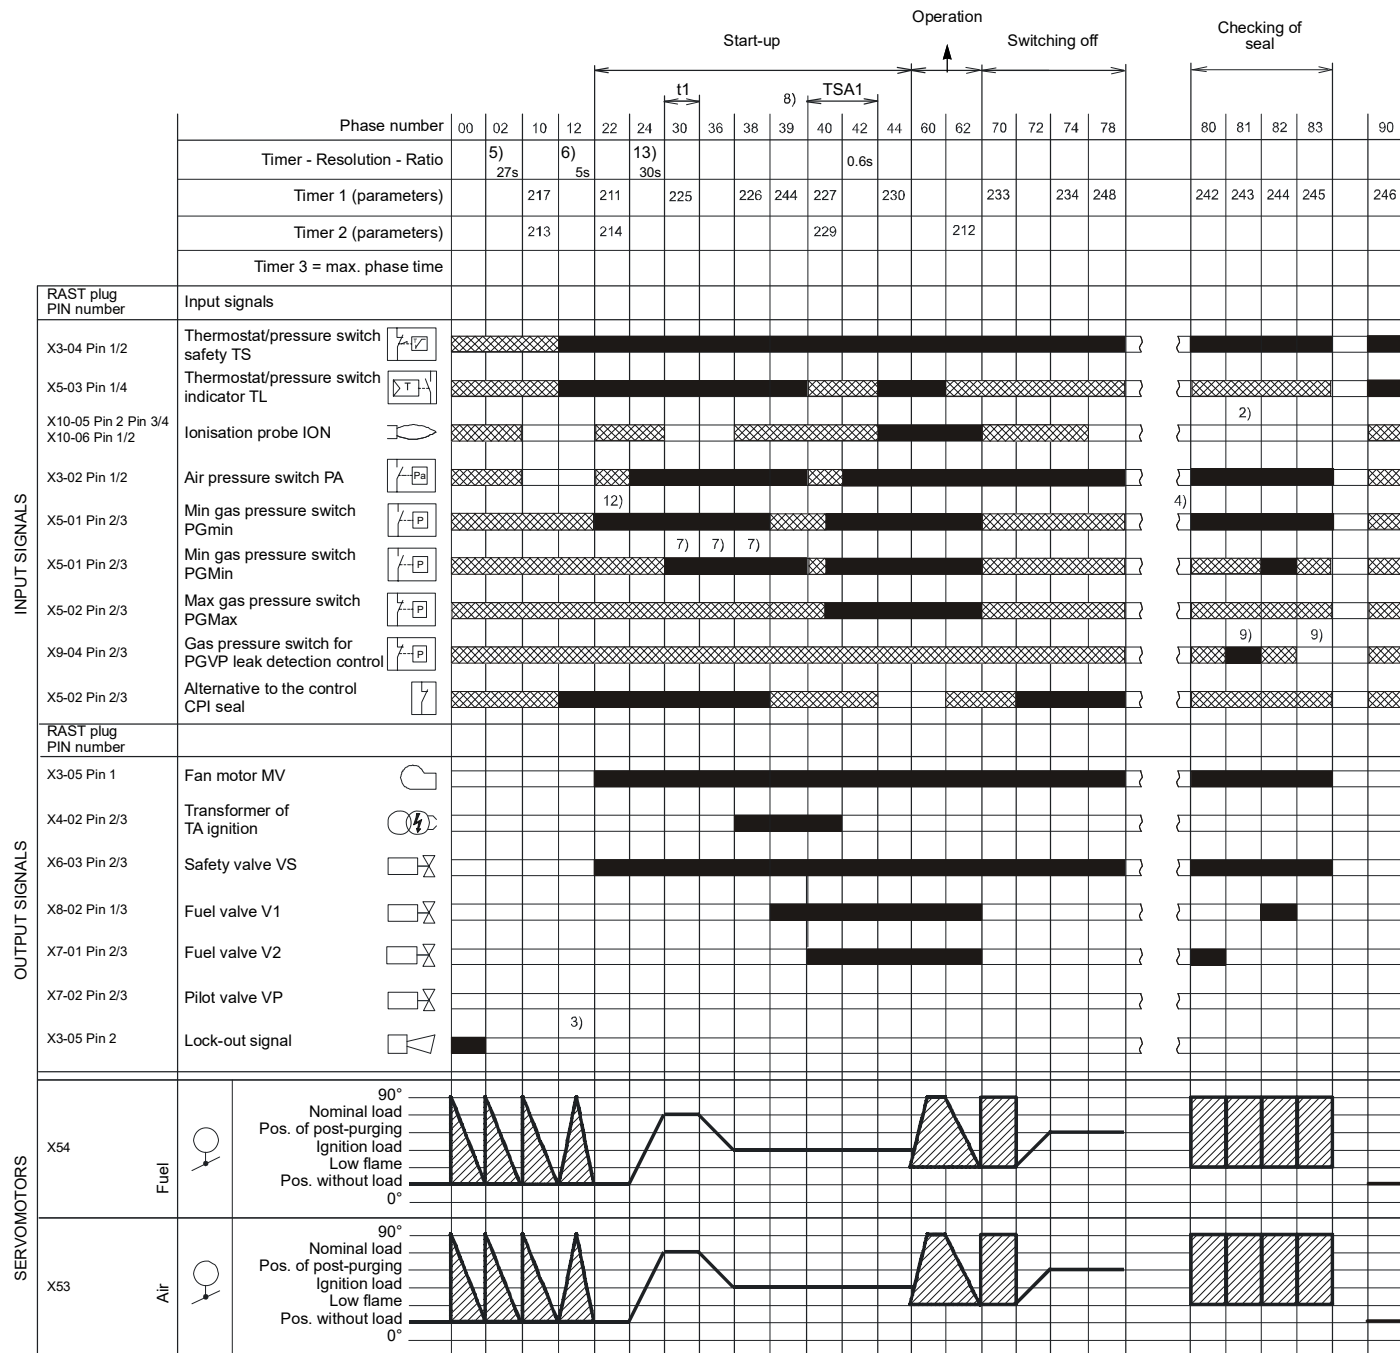 Operation
Start-up
Switching off
Checking of
seal
t1
8)
TSA1
Phase number 00 02 10 12 22 24 30 36 38 39 40 42 44 60 62 70 72 74 78 80 81 82 83 90
Timer - Resolution - Ratio 5) 27s 6) 5s 13) 30s 0.6s
Timer 1 (parameters) 217 211 225 226 244 227 230 233 234 248 242 243 244 245 246
Timer 2 (parameters) 213 214 229 212
Timer 3 = max. phase time
RAST plug
PIN number
Input signals
INPUT SIGNALS
X3-04 Pin 1/2
Thermostat/pressure switch
safety TS
X5-03 Pin 1/4
Thermostat/pressure switch
indicator TL
T
X10-05 Pin 2 Pin 3/4
X10-06 Pin 1/2
Ionisation probe ION
2)
X3-02 Pin 1/2
Air pressure switch PA
Pa
12)
4)
X5-01 Pin 2/3
Min gas pressure switch
PGmin
P
7) 7) 7)
X5-01 Pin 2/3
Min gas pressure switch
PGMin
P
X5-02 Pin 2/3
Max gas pressure switch
PGMax
P
9) 9)
X9-04 Pin 2/3
Gas pressure switch for
PGVP leak detection control
P
X5-02 Pin 2/3
Alternative to the control
CPI seal
RAST plug
PIN number
OUTPUT SIGNALS
X3-05 Pin 1
Fan motor MV
X4-02 Pin 2/3
Transformer of
TA ignition
X6-03 Pin 2/3
Safety valve VS
X8-02 Pin 1/3
Fuel valve V1
X7-01 Pin 2/3
Fuel valve V2
X7-02 Pin 2/3
Pilot valve VP
3)
X3-05 Pin 2
Lock-out signal
SERVOMOTORS
X54
Fuel
90°
Nominal load
Pos. of post-purging
Ignition load
Low flame
Pos. without load
0°
X53
Air
90°
Nominal load
Pos. of post-purging
Ignition load
Low flame
Pos. without load
0°